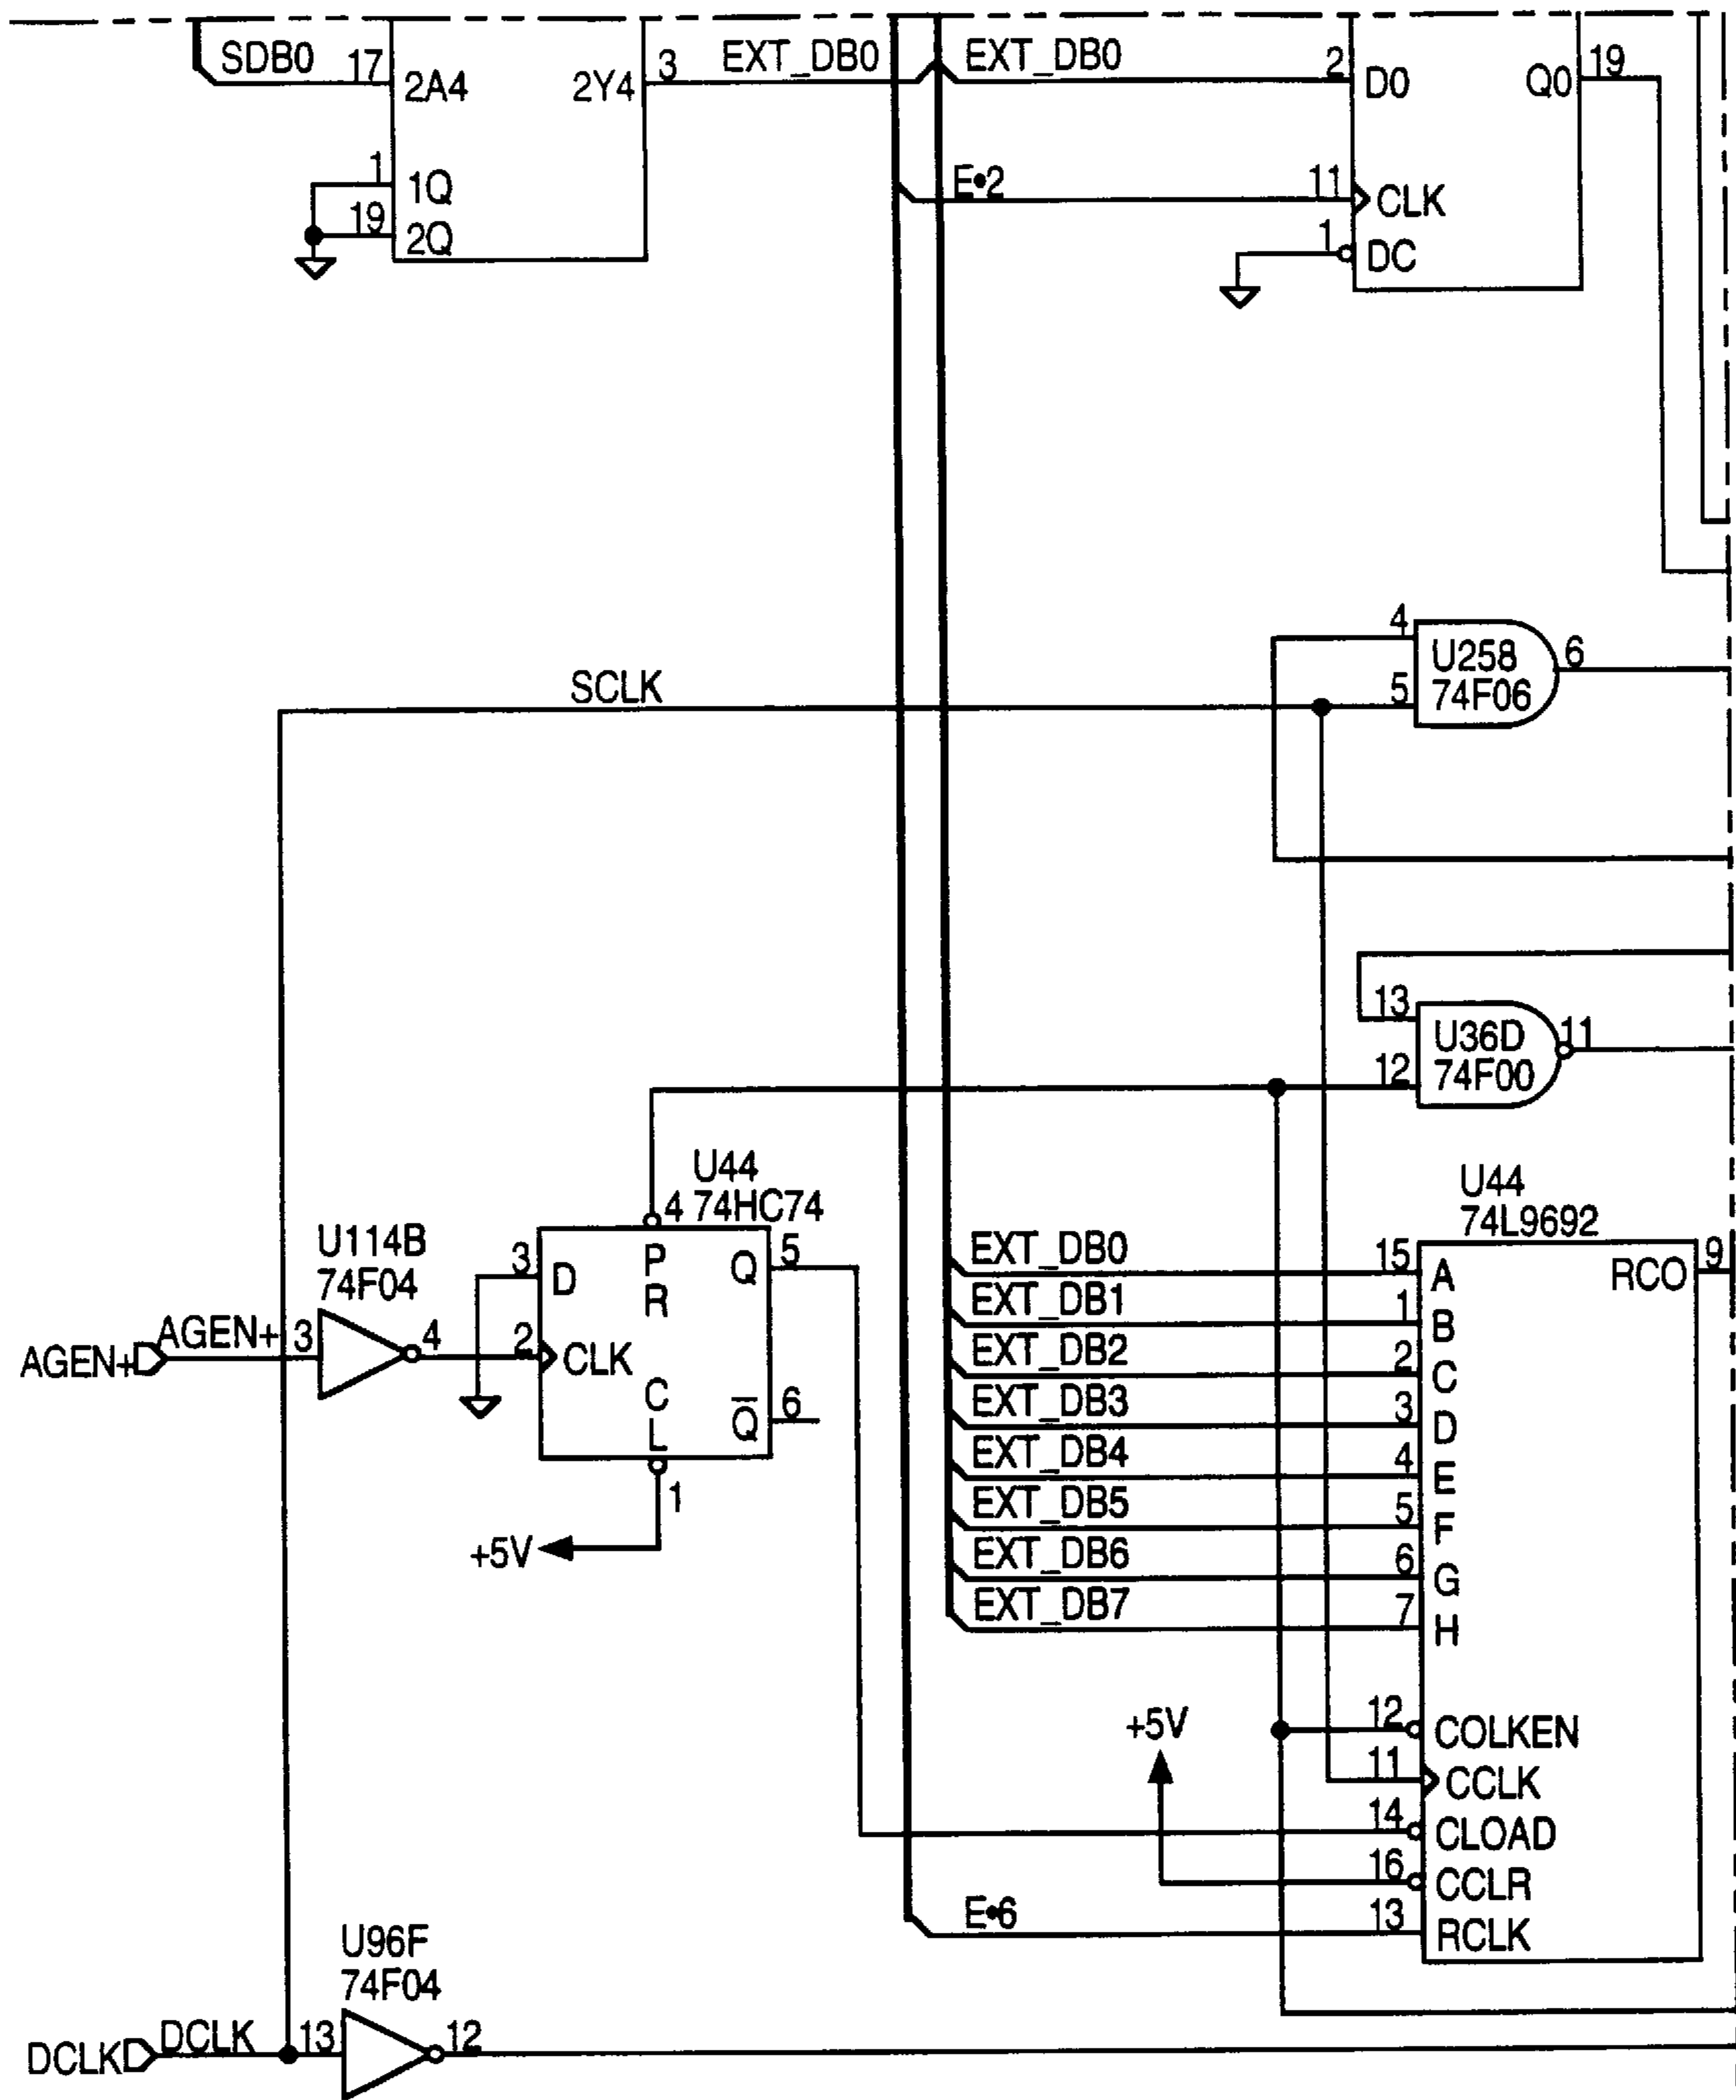 SDB0 17 2A4 2Y4 3 EXT_DB0 EXT_DB0 2 D0 Q0 19
1 1Q E•2 11 CLK
19 2Q 1 DC
4 U258 6
SCLK 5 74F06
13 U36D 11
12 74F00
U44
4 74HC74
U44
74L9692
U114B
74F04
3 D PR Q 5
EXT_DB0 15 A RCO 9
EXT_DB1 1 B
AGEN+ AGEN+ 3 4 2 CLK
EXT_DB2 2 C
CL Q̅ 6
EXT_DB3 3 D
EXT_DB4 4 E
1
EXT_DB5 5 F
+5V
EXT_DB6 6 G
EXT_DB7 7 H
+5V 12 COLKEN
11 CCLK
14 CLOAD
16 CCLR
E•6 13 RCLK
U96F
74F04
DCLK DCLK 13 12